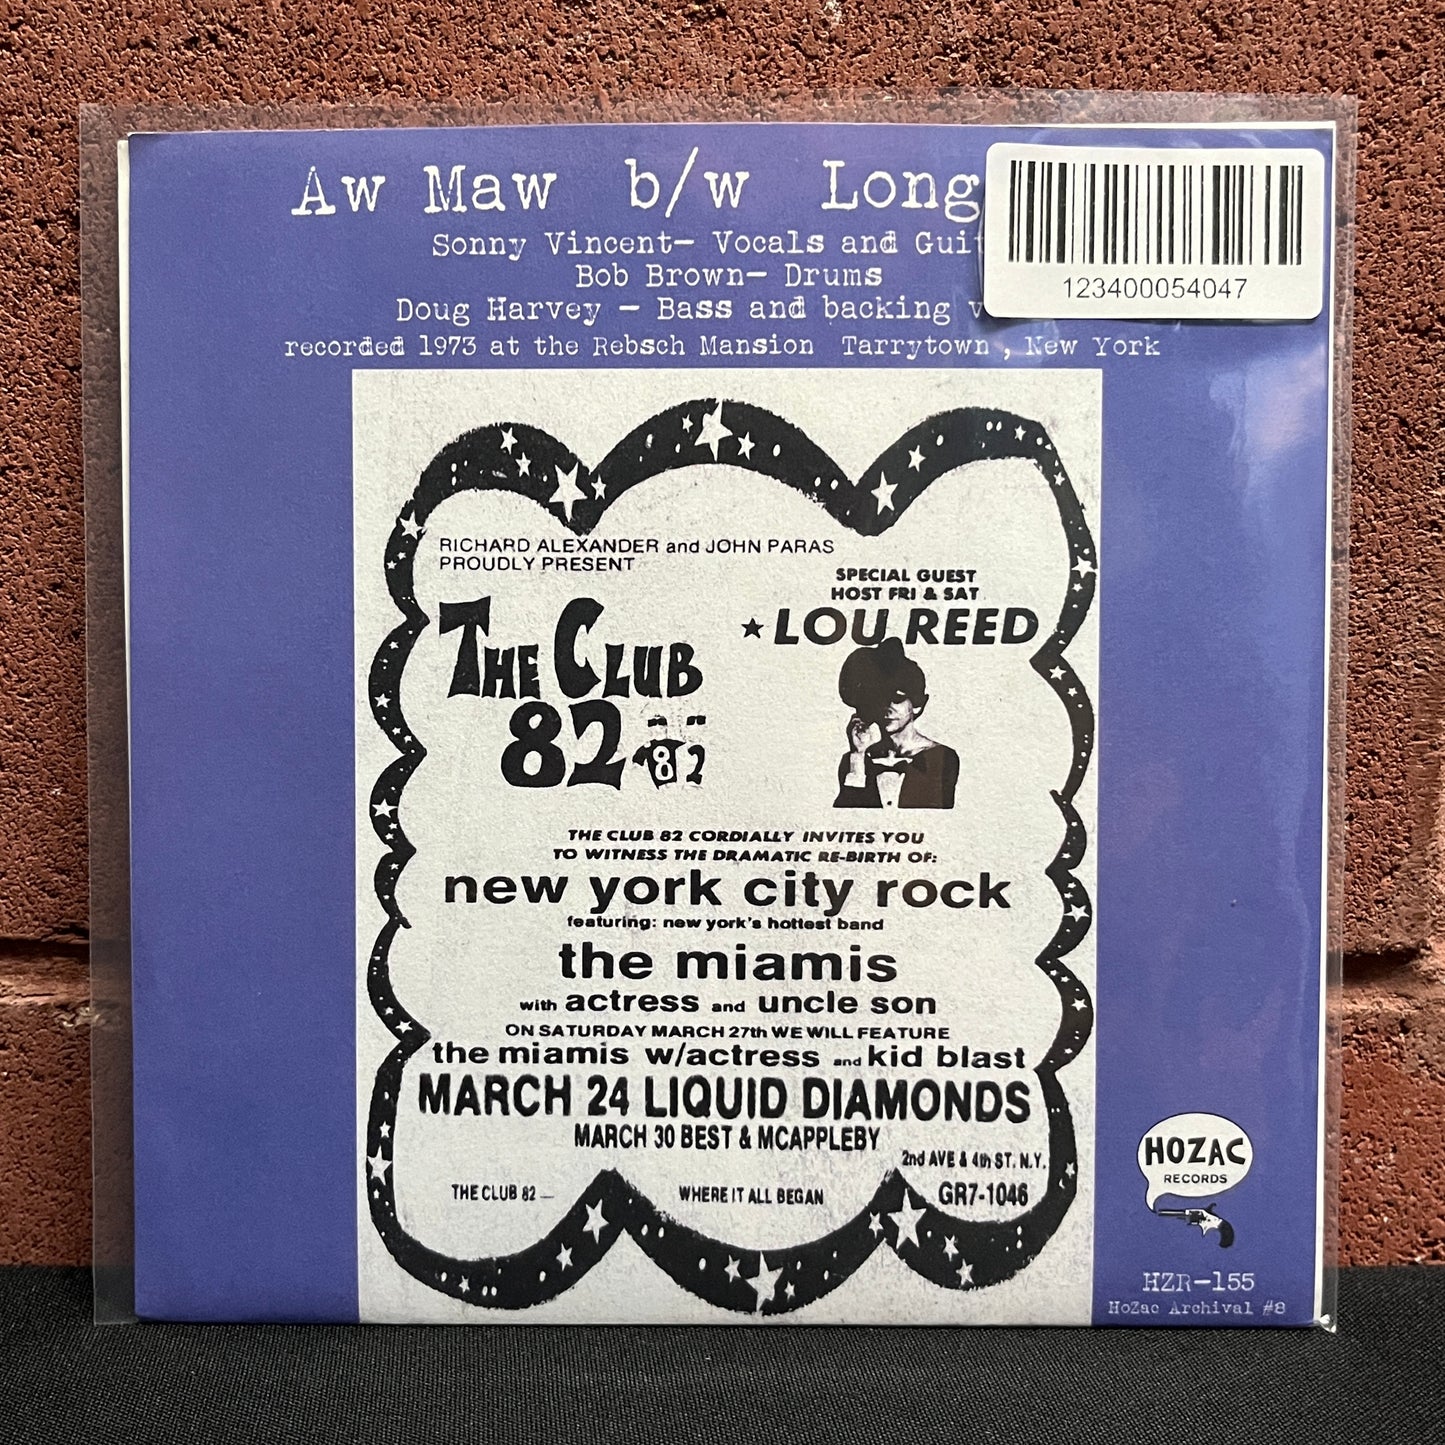 Aw Maw b/w Long
Sonny Vincent- Vocals and
Bob Brown- Drums
Doug Harvey - Bass and backing
recorded 1973 at the Rebsch Mansion Tarrytown , New York
123400054047
RICHARD ALEXANDER and JOHN PARAS
PROUDLY PRESENT
SPECIAL GUEST
HOST FRI & SAT
★ LOU REED
THE CLUB
82
82
THE CLUB 82 CORDIALLY INVITES YOU
TO WITNESS THE DRAMATIC RE-BIRTH OF:
new york city rock
featuring: new york's hottest band
the miamis
with actress and uncle son
ON SATURDAY MARCH 27th WE WILL FEATURE
the miamis w/actress and kid blast
MARCH 24 LIQUID DIAMONDS
MARCH 30 BEST & MCAPPLEBY
2nd AVE & 4th ST. N.Y.
THE CLUB 82 — WHERE IT ALL BEGAN GR7-1046
HOZAC
RECORDS
HZR-155
HoZac Archival #8